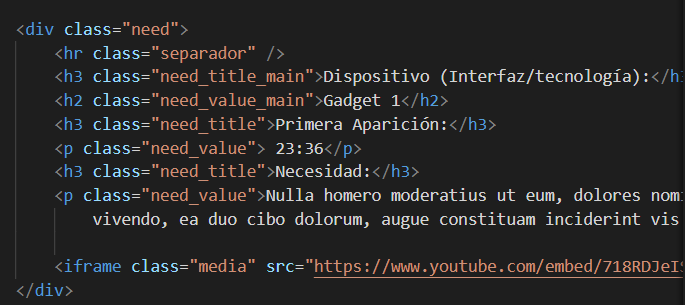 <div class="need">
<hr class="separador" />
<h3 class="need_title_main">Dispositivo (Interfaz/tecnología):</h
<h2 class="need_value_main">Gadget 1</h2>
<h3 class="need_title">Primera Aparición:</h3>
<p class="need_value"> 23:36</p>
<h3 class="need_title">Necesidad:</h3>
<p class="need_value">Nulla homero moderatius ut eum, dolores nom
vivendo, ea duo cibo dolorum, augue constituam inciderint vis
<iframe class="media" src="https://www.youtube.com/embed/718RDJeI
</div>